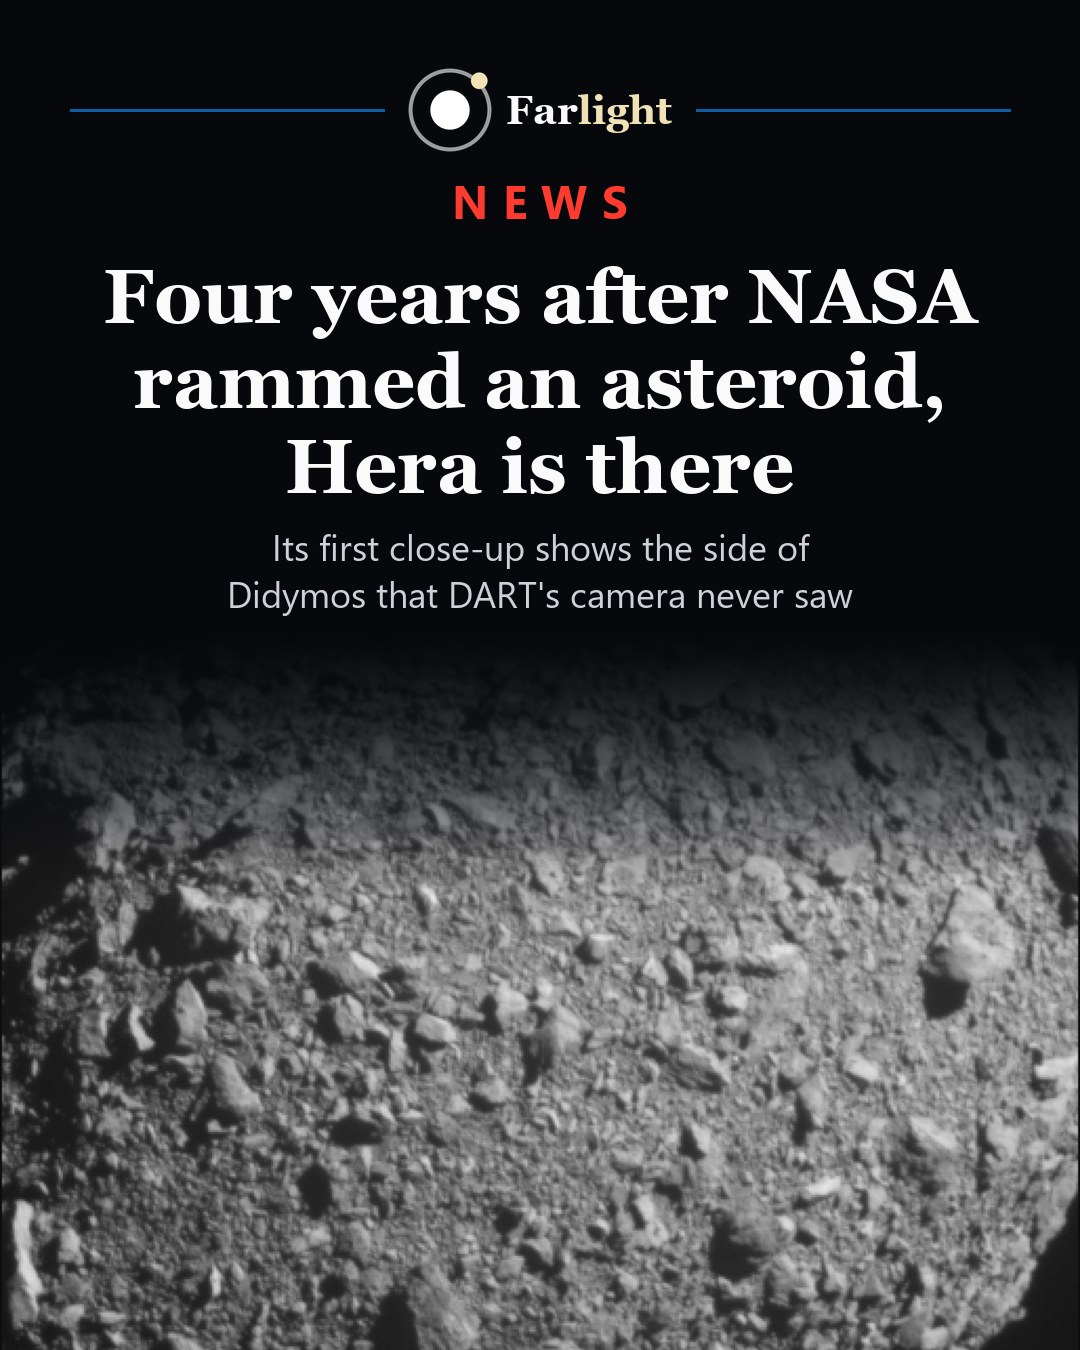 Farlight
NEWS
Four years after NASA
rammed an asteroid,
Hera is there
Its first close-up shows the side of
Didymos that DART's camera never saw